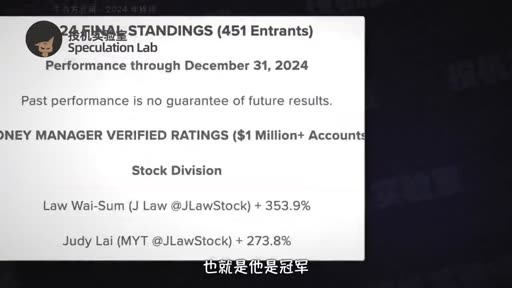 24 FINAL STANDINGS (451 Entrants)
投机实验室
Speculation Lab
Performance through December 31, 2024
Past performance is no guarantee of future results.
ONEY MANAGER VERIFIED RATINGS ($1 Million+ Accounts
Stock Division
Law Wai-Sum (J Law @JLawStock) + 353.9%
Judy Lai (MYT @JLawStock) + 273.8%
也就是他是冠军